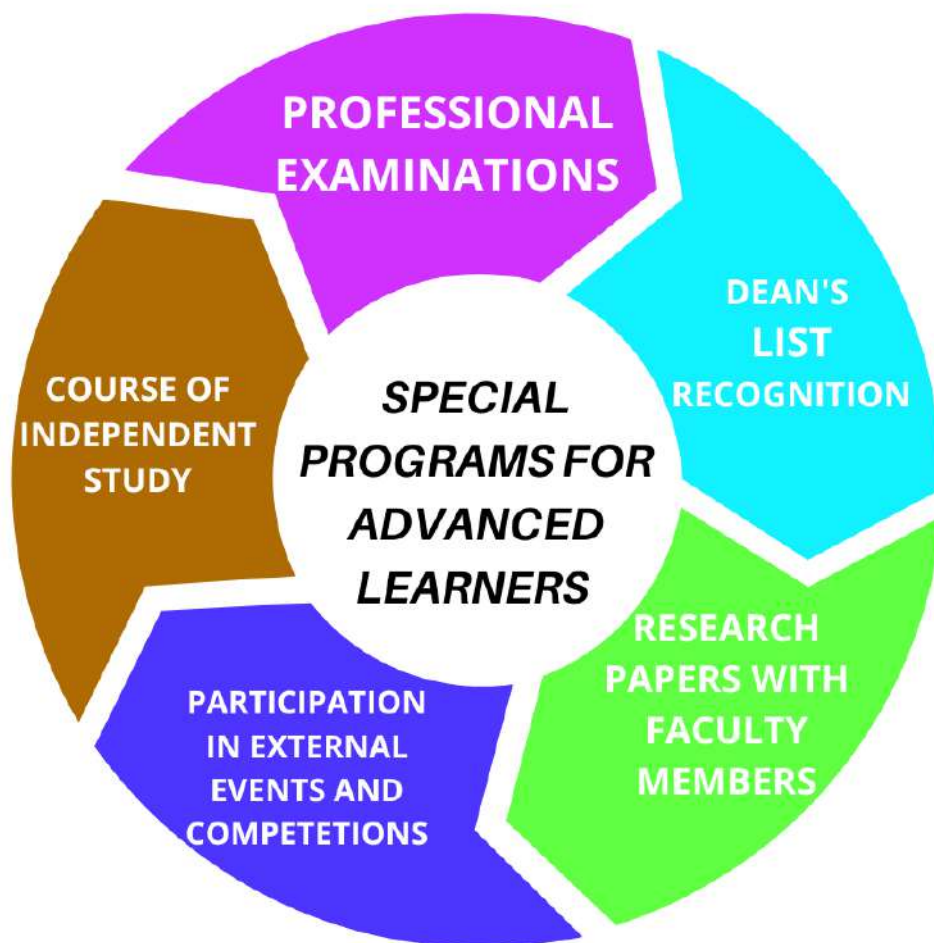 PROFESSIONAL
EXAMINATIONS
DEAN'S
LIST
RECOGNITION
RESEARCH
PAPERS WITH
FACULTY
MEMBERS
PARTICIPATION
IN EXTERNAL
EVENTS AND
COMPETETIONS
COURSE OF
INDEPENDENT
STUDY
SPECIAL
PROGRAMS FOR
ADVANCED
LEARNERS